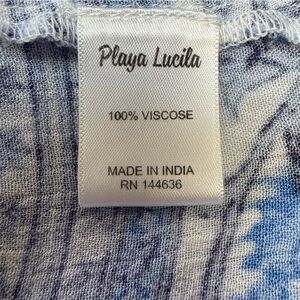 Playa Lucila
100% VISCOSE
MADE IN INDIA
RN 144636